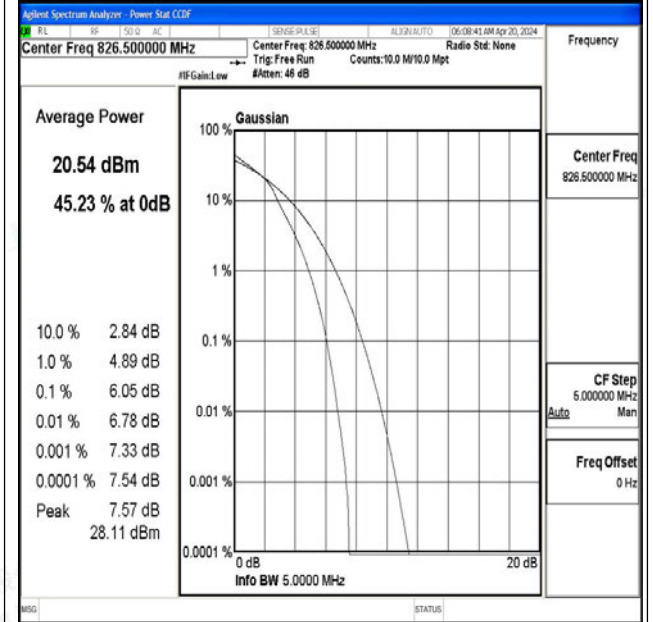 Agilent Spectrum Analyzer - Power Stat CCDF
RL RF 50 Ω AC SENSE:PULSE ALIGN AUTO 06:08:41 AM Apr 20, 2024
Center Freq 826.500000 MHz
Center Freq: 826.500000 MHz Radio Std: None
Trig: Free Run Counts:10.0 M/10.0 Mpt
#IFGain:Low #Atten: 46 dB
Frequency
Average Power
20.54 dBm
45.23 % at 0dB
10.0 % 2.84 dB
1.0 % 4.89 dB
0.1 % 6.05 dB
0.01 % 6.78 dB
0.001 % 7.33 dB
0.0001 % 7.54 dB
Peak 7.57 dB
28.11 dBm
Gaussian
100 %
10 %
1 %
0.1 %
0.01 %
0.001 %
0.0001 %
0 dB 20 dB
Info BW 5.0000 MHz
Center Freq
826.500000 MHz
CF Step
5.000000 MHz
Auto Man
Freq Offset
0 Hz
MSG STATUS